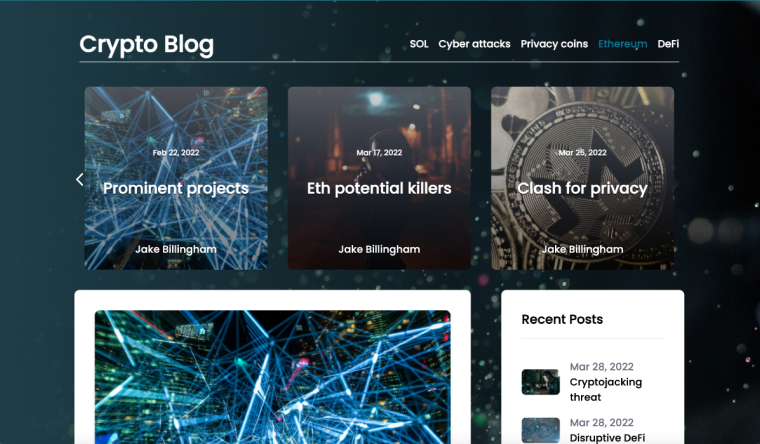 Crypto Blog
SOL Cyber attacks Privacy coins Ethereum DeFi
Feb 22, 2022
Prominent projects
Jake Billingham
Mar 17, 2022
Eth potential killers
Jake Billingham
Mar 25, 2022
Clash for privacy
Jake Billingham
Recent Posts
Mar 28, 2022
Cryptojacking
threat
Mar 28, 2022
Disruptive DeFi